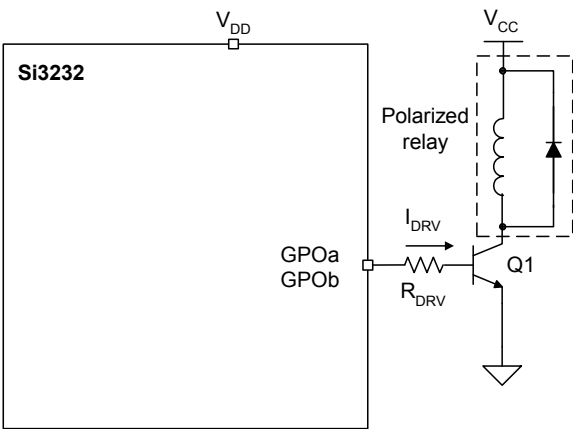 V_DD
V_CC
Si3232
Polarized
relay
I_DRV
GPOa
GPOb
Q1
R_DRV